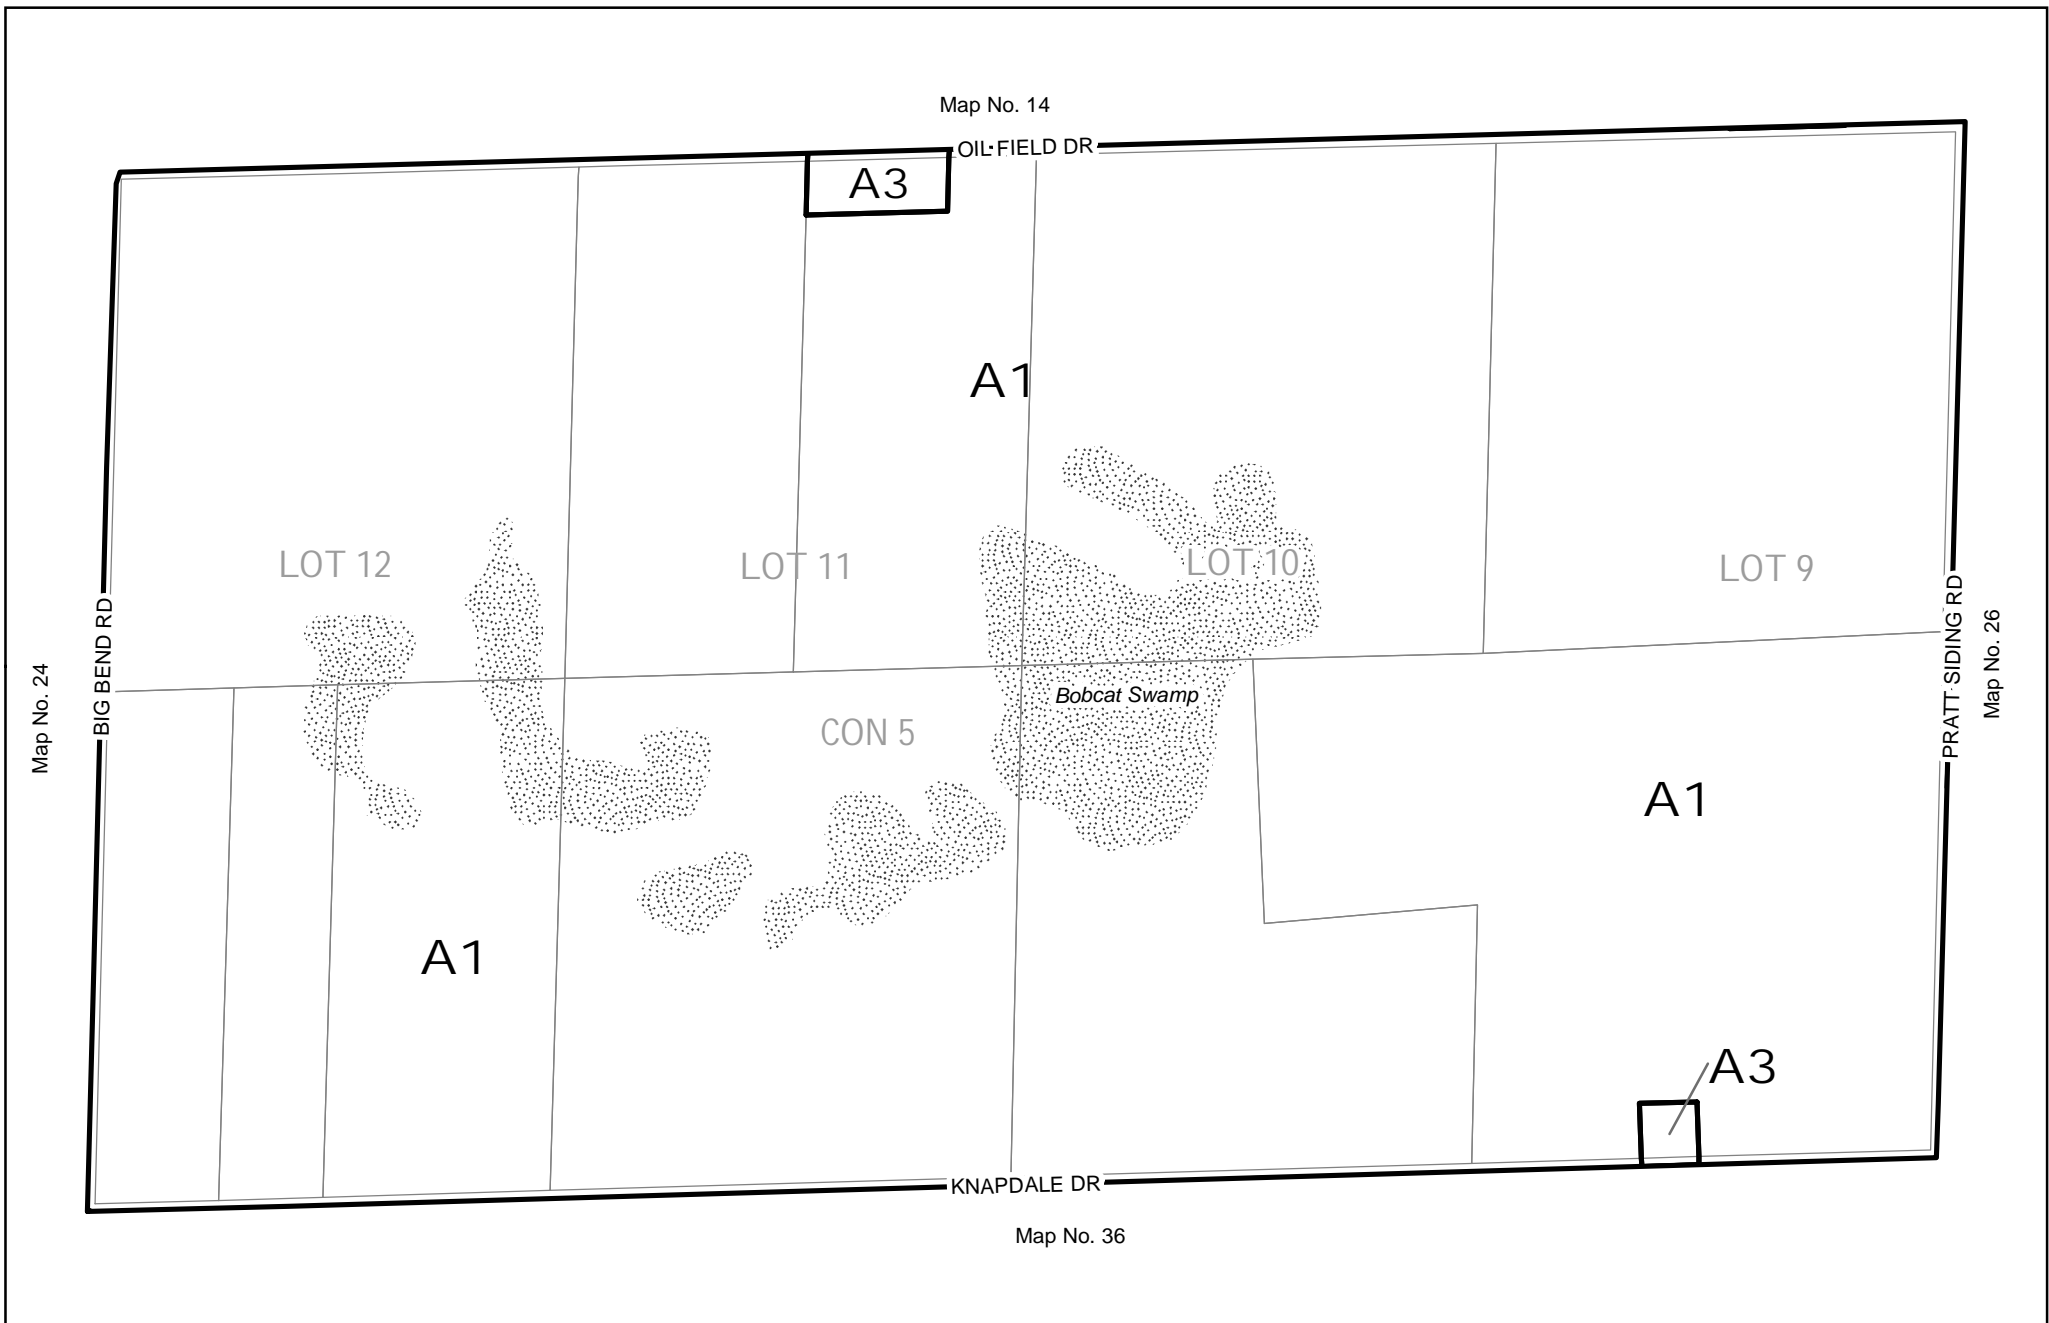 Map No. 14
OIL FIELD DR
A3
A1
LOT 12
LOT 11
LOT 10
LOT 9
BIG BEND RD
PRATT SIDING RD
Map No. 24
Map No. 26
Bobcat Swamp
CON 5
A1
A1
A3
KNAPDALE DR
Map No. 36